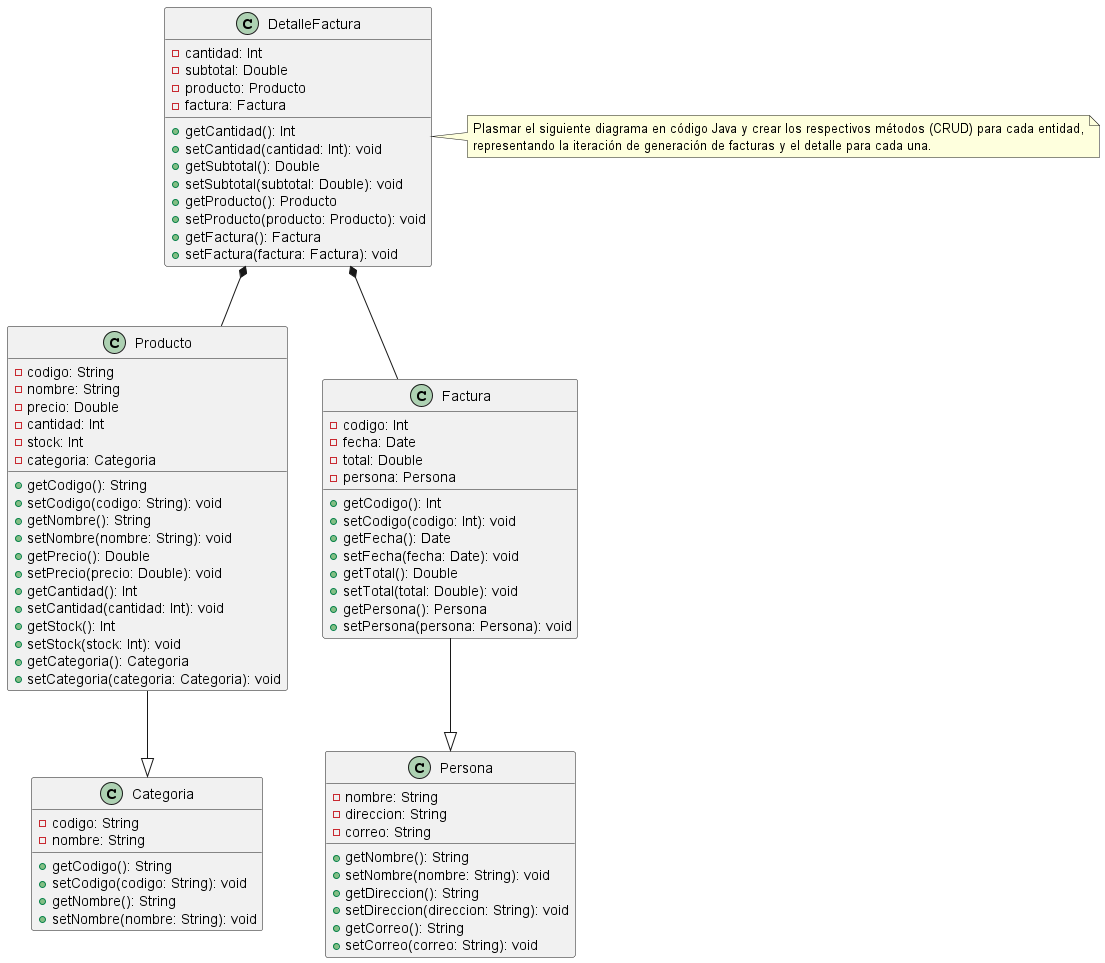 DetalleFactura
cantidad: Int
subtotal: Double
producto: Producto
factura: Factura
getCantidad(): Int
setCantidad(cantidad: Int): void
getSubtotal(): Double
setSubtotal(subtotal: Double): void
getProducto(): Producto
setProducto(producto: Producto): void
getFactura(): Factura
setFactura(factura: Factura): void
Plasmar el siguiente diagrama en código Java y crear los respectivos métodos (CRUD) para cada entidad,
representando la iteración de generación de facturas y el detalle para cada una.
Producto
codigo: String
nombre: String
precio: Double
cantidad: Int
stock: Int
categoria: Categoria
getCodigo(): String
setCodigo(codigo: String): void
getNombre(): String
setNombre(nombre: String): void
getPrecio(): Double
setPrecio(precio: Double): void
getCantidad(): Int
setCantidad(cantidad: Int): void
getStock(): Int
setStock(stock: Int): void
getCategoria(): Categoria
setCategoria(categoria: Categoria): void
Factura
codigo: Int
fecha: Date
total: Double
persona: Persona
getCodigo(): Int
setCodigo(codigo: Int): void
getFecha(): Date
setFecha(fecha: Date): void
getTotal(): Double
setTotal(total: Double): void
getPersona(): Persona
setPersona(persona: Persona): void
Categoria
codigo: String
nombre: String
getCodigo(): String
setCodigo(codigo: String): void
getNombre(): String
setNombre(nombre: String): void
Persona
nombre: String
direccion: String
correo: String
getNombre(): String
setNombre(nombre: String): void
getDireccion(): String
setDireccion(direccion: String): void
getCorreo(): String
setCorreo(correo: String): void